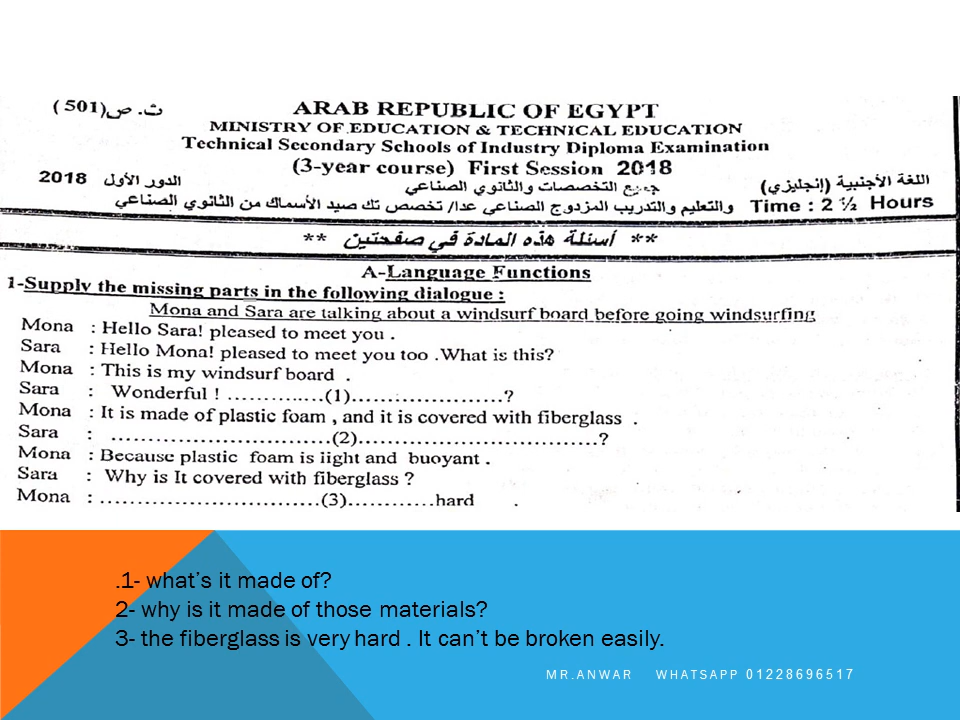 ث. ص(501)
ARAB REPUBLIC OF EGYPT
MINISTRY OF EDUCATION & TECHNICAL EDUCATION
Technical Secondary Schools of Industry Diploma Examination
(3-year course) First Session 2018
الدور الأول 2018
جميع التخصصات والثانوي الصناعي
اللغة الأجنبية (إنجليزي)
والتعليم والتدريب المزدوج الصناعي عدا/ تخصص تك صيد الأسماك من الثانوي الصناعي
Time : 2 ½ Hours
** أسئلة هذه المادة في صفحتين **
A-Language Functions
1-Supply the missing parts in the following dialogue :
Mona and Sara are talking about a windsurf board before going windsurfing
Mona : Hello Sara! pleased to meet you .
Sara : Hello Mona! pleased to meet you too .What is this?
Mona : This is my windsurf board .
Sara : Wonderful ! ………….(1)………………….?
Mona : It is made of plastic foam , and it is covered with fiberglass .
Sara : …………………………(2)……………………………?
Mona : Because plastic foam is light and buoyant .
Sara : Why is It covered with fiberglass ?
Mona : …………………………(3)…………hard .
.1- what's it made of?
2- why is it made of those materials?
3- the fiberglass is very hard . It can't be broken easily.
MR.ANWAR WHATSAPP 01228696517